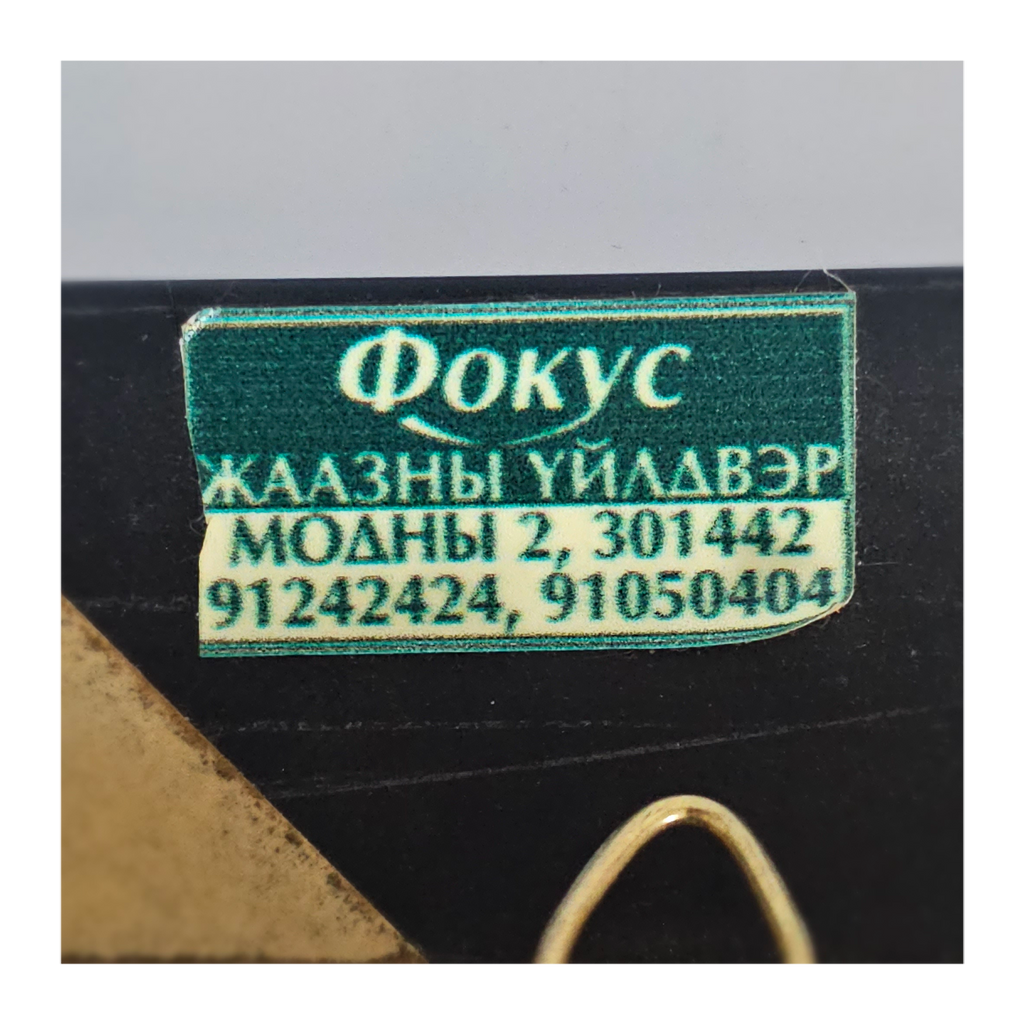 Фокус
ЖААЗНЫ ҮЙЛДВЭР
МОДНЫ 2, 301442
91242424, 91050404